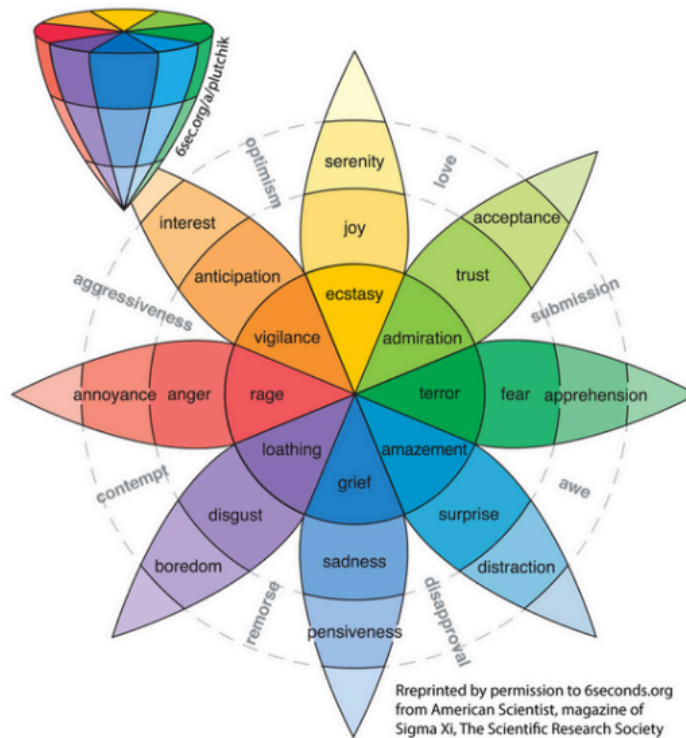 6sec.org/a/plutchik
optimism
serenity
love
interest
joy
acceptance
anticipation
trust
aggressiveness
ecstasy
submission
vigilance
admiration
annoyance
anger
rage
terror
fear
apprehension
loathing
amazement
contempt
grief
awe
disgust
surprise
boredom
sadness
distraction
remorse
pensiveness
disapproval
Rreprinted by permission to 6seconds.org
from American Scientist, magazine of
Sigma Xi, The Scientific Research Society